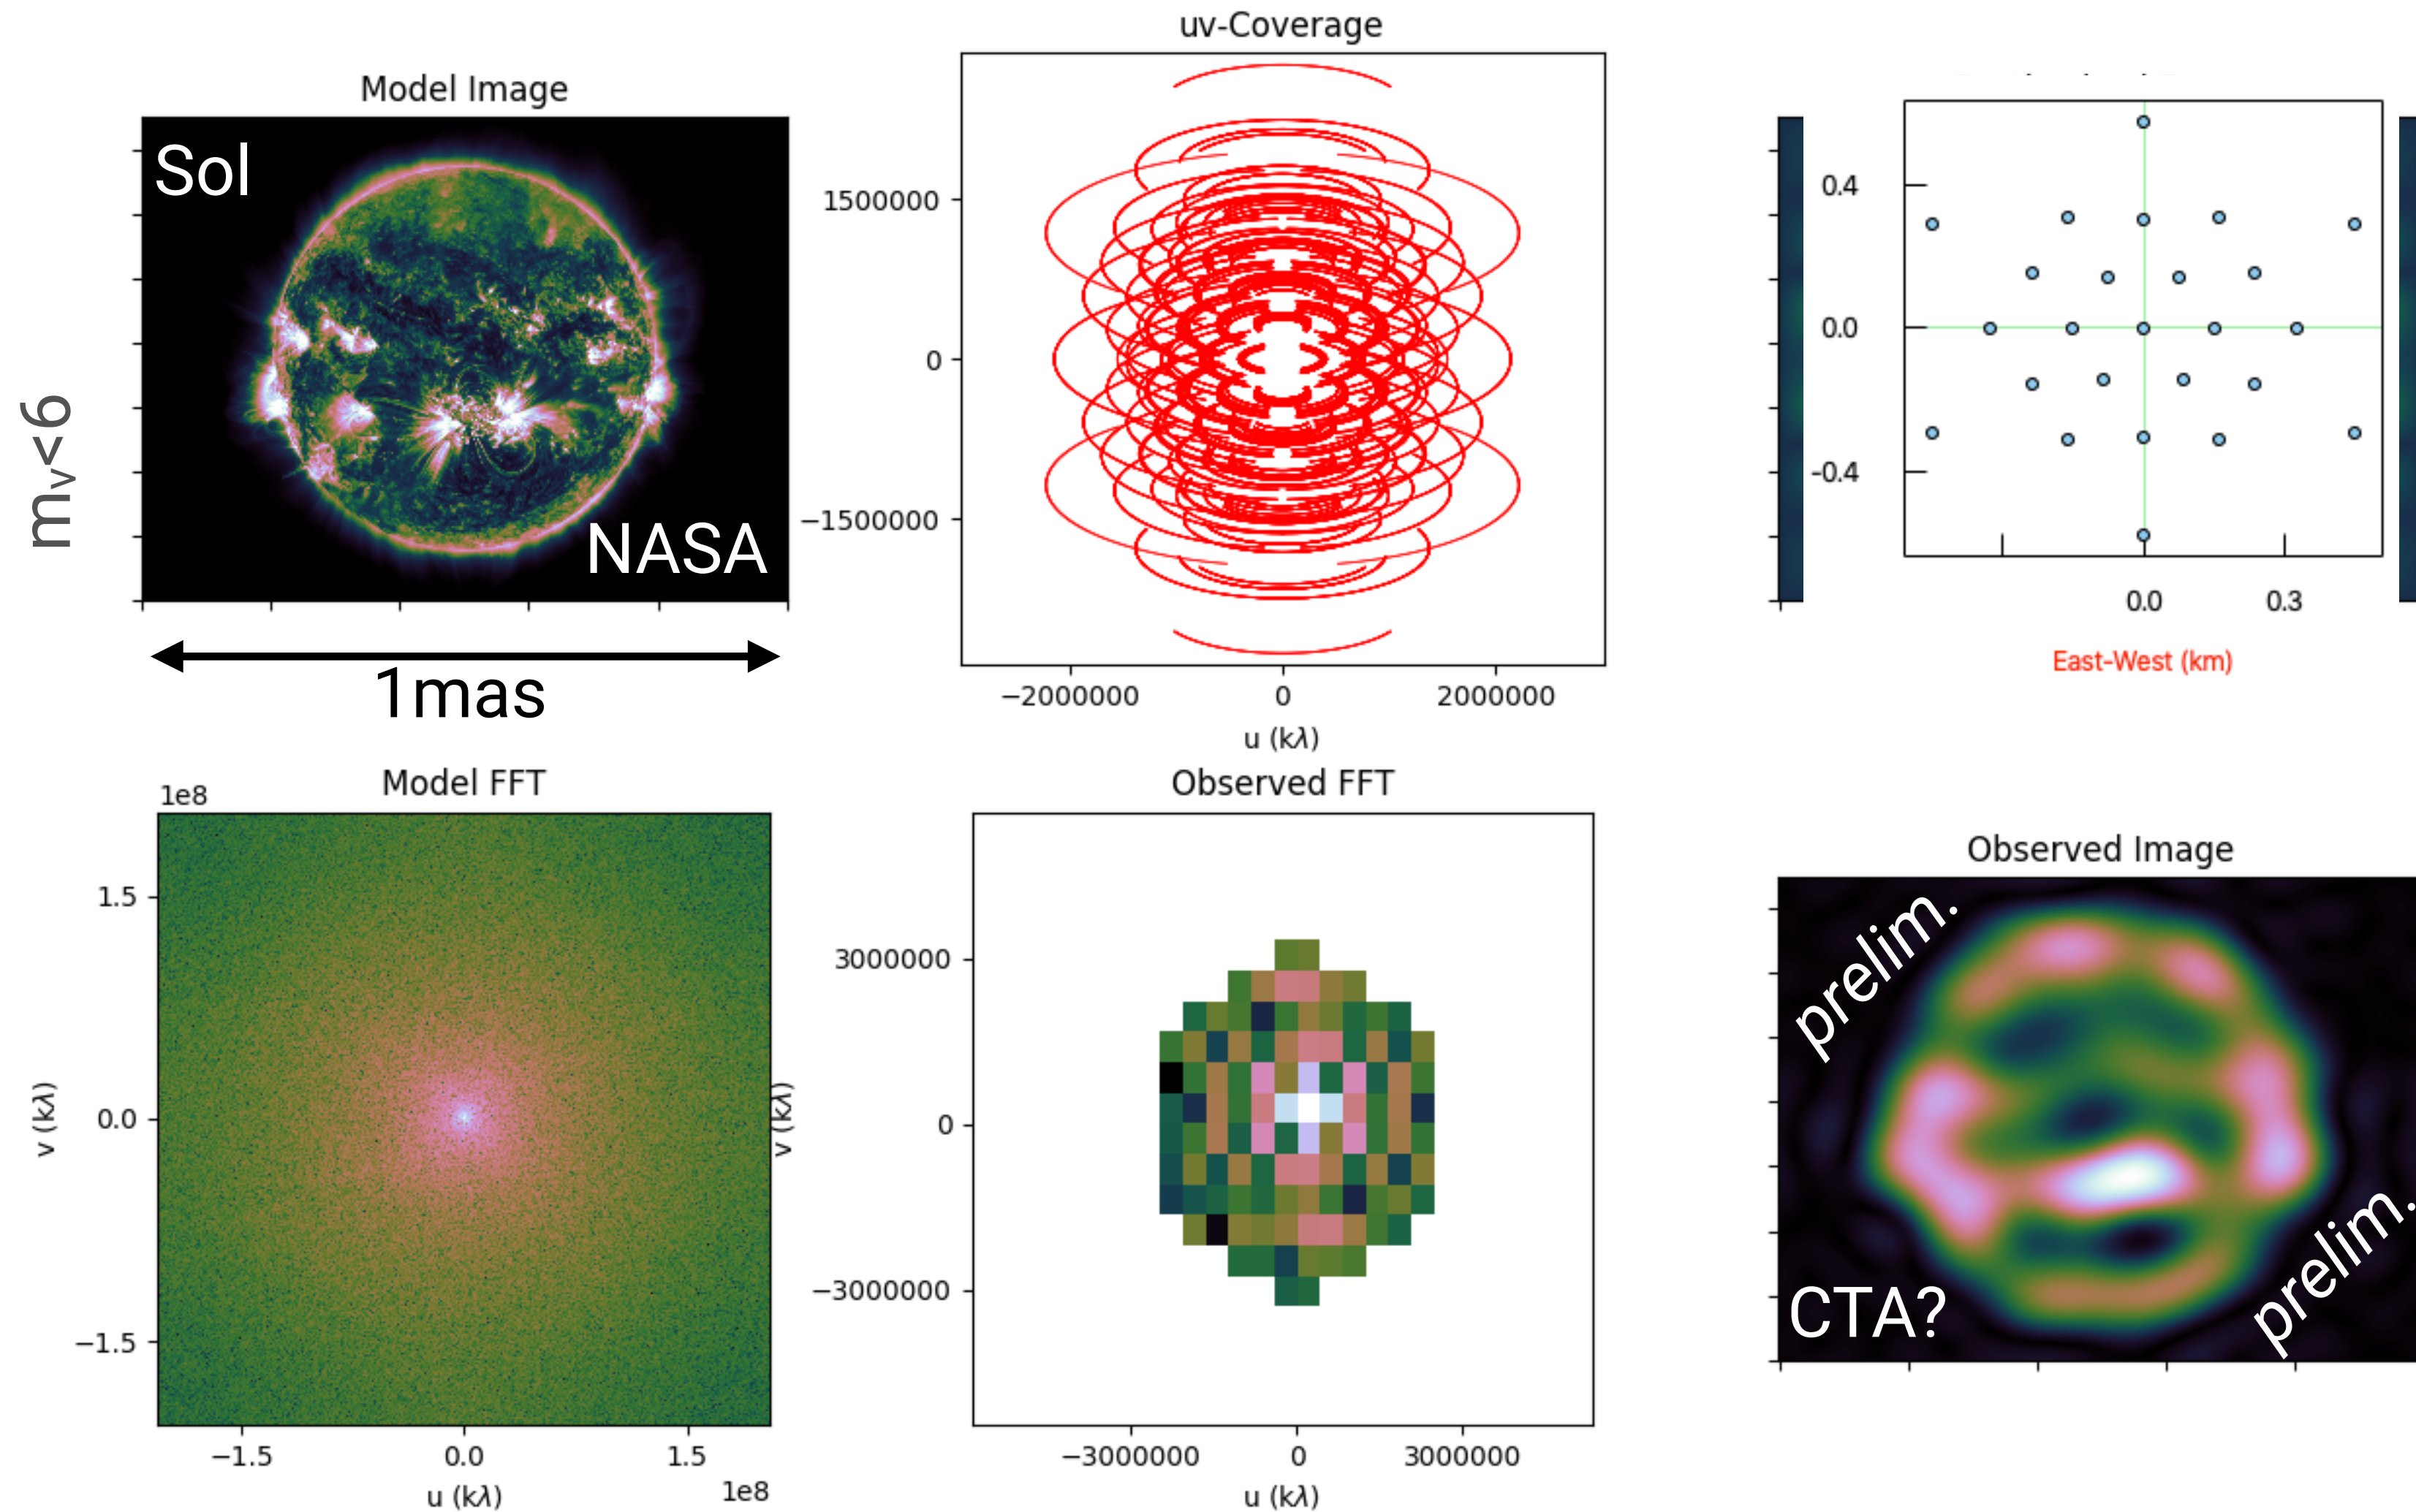 Model Image
Sol
NASA
m_v<6
1mas
uv-Coverage
1500000
0
−1500000
−2000000 0 2000000
u (kλ)
0.4
0.0
-0.4
0.0 0.3
East-West (km)
Model FFT
1e8
1.5
0.0
−1.5
v (kλ)
−1.5 0.0 1.5
1e8
u (kλ)
Observed FFT
3000000
0
−3000000
v (kλ)
−3000000 0 3000000
u (kλ)
Observed Image
prelim.
CTA?
prelim.